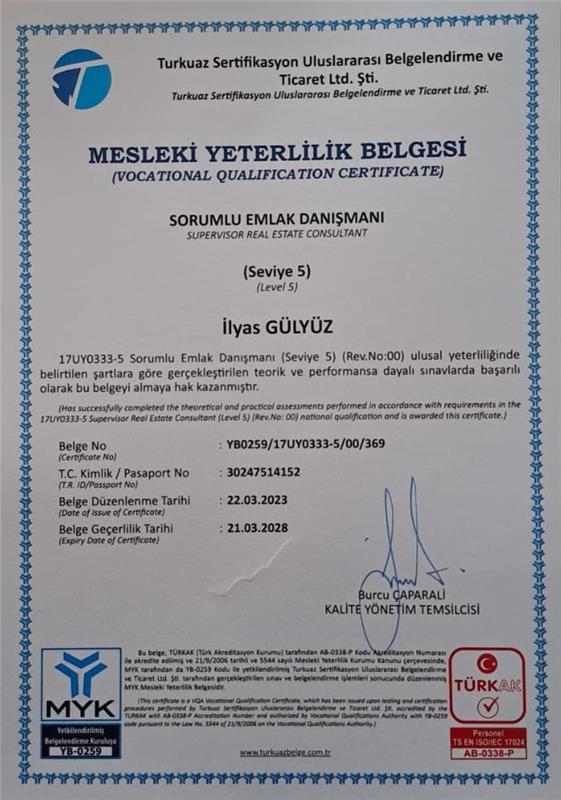 Turkuaz Sertifikasyon Uluslararası Belgelendirme ve
Ticaret Ltd. Şti.
Turkuaz Sertifikasyon Uluslararası Belgelendirme ve Ticaret Ltd. Şti.
MESLEKİ YETERLİLİK BELGESİ
(VOCATIONAL QUALIFICATION CERTIFICATE)
SORUMLU EMLAK DANIŞMANI
SUPERVISOR REAL ESTATE CONSULTANT
(Seviye 5)
(Level 5)
İlyas GÜLYÜZ
17UY0333-5 Sorumlu Emlak Danışmanı (Seviye 5) (Rev.No:00) ulusal yeterliliğinde
belirtilen şartlara göre gerçekleştirilen teorik ve performansa dayalı sınavlarda başarılı
olarak bu belgeyi almaya hak kazanmıştır.
(Has successfully completed the theoretical and practical assessments performed in accordance with requirements in the
17UY0333-5 Supervisor Real Estate Consultant (Level 5) (Rev. No: 00) national qualification and is awarded this certificate.)
Belge No : YB0259/17UY0333-5/00/369
(Certificate No)
T.C. Kimlik / Pasaport No : 30247514152
(T.R. ID/Passport No)
Belge Düzenlenme Tarihi : 22.03.2023
(Date of Issue of Certificate)
Belge Geçerlilik Tarihi : 21.03.2028
(Expiry Date of Certificate)
Burcu ÇAPARALİ
KALİTE YÖNETİM TEMSİLCİSİ
Bu belge, TÜRKAK (Türk Akreditasyon Kurumu) tarafından AB-0338-P Kodu Akreditasyon Numarası
ile akredite edilmiş ve 21/9/2006 tarihli ve 5544 sayılı Mesleki Yeterlilik Kurumu Kanunu çerçevesinde,
MYK tarafından da YB-0259 Kodu ile yetkilendirilmiş Turkuaz Sertifikasyon Uluslararası Belgelendirme
ve Ticaret Ltd. Şti. tarafından gerçekleştirilen sınav ve belgelendirme işlemleri sonucunda düzenlenmiş
MYK Mesleki Yeterlilik Belgesidir.
(This certificate is a VQA Vocational Qualification Certificate, which has been issued upon testing and certification
procedures performed by Turkuaz Sertifikasyon Uluslararası Belgelendirme ve Ticaret Ltd. Şti. accredited by the
TÜRKAK with AB-0338-P Accreditation Number and authorized by Vocational Qualifications Authority with YB-0259
code pursuant to the Law No. 5544 of 21/9/2006 on the Vocational Qualifications Authority.)
MYK
Yetkilendirilmiş
Belgelendirme Kuruluşu
YB-0259
www.turkuazbelge.com.tr
TÜRKAK
Personel
TS EN ISO/IEC 17024
AB-0338-P